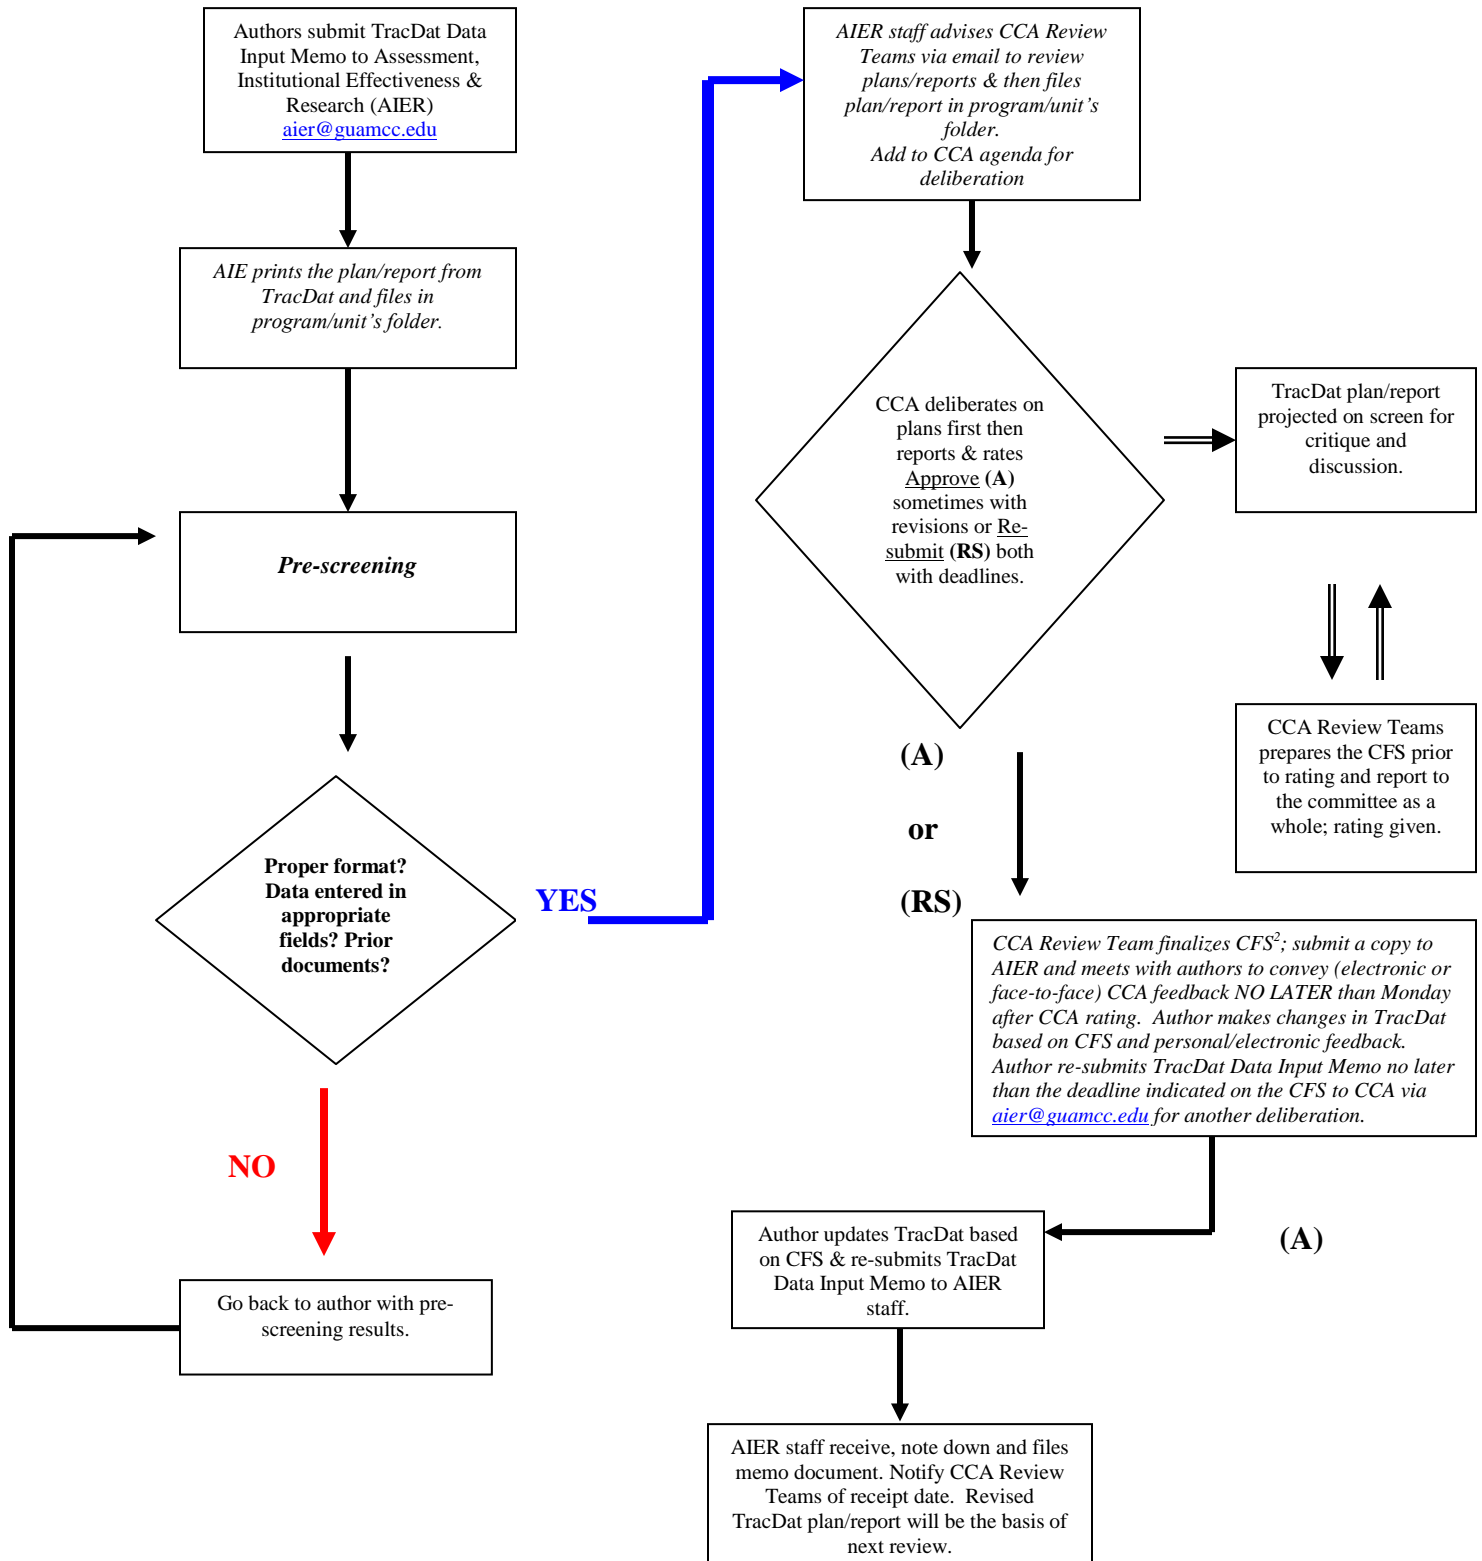 Authors submit TracDat Data
Input Memo to Assessment,
Institutional Effectiveness &
Research (AIER)
aier@guamcc.edu
AIE prints the plan/report from
TracDat and files in
program/unit's folder.
Pre-screening
Proper format?
Data entered in
appropriate
fields? Prior
documents?
YES
NO
Go back to author with pre-
screening results.
AIER staff advises CCA Review
Teams via email to review
plans/reports & then files
plan/report in program/unit's
folder.
Add to CCA agenda for
deliberation
CCA deliberates on
plans first then
reports & rates
Approve (A)
sometimes with
revisions or Re-
submit (RS) both
with deadlines.
TracDat plan/report
projected on screen for
critique and
discussion.
CCA Review Teams
prepares the CFS prior
to rating and report to
the committee as a
whole; rating given.
(A)
or
(RS)
CCA Review Team finalizes CFS²; submit a copy to
AIER and meets with authors to convey (electronic or
face-to-face) CCA feedback NO LATER than Monday
after CCA rating. Author makes changes in TracDat
based on CFS and personal/electronic feedback.
Author re-submits TracDat Data Input Memo no later
than the deadline indicated on the CFS to CCA via
aier@guamcc.edu for another deliberation.
(A)
Author updates TracDat based
on CFS & re-submits TracDat
Data Input Memo to AIER
staff.
AIER staff receive, note down and files
memo document. Notify CCA Review
Teams of receipt date. Revised
TracDat plan/report will be the basis of
next review.